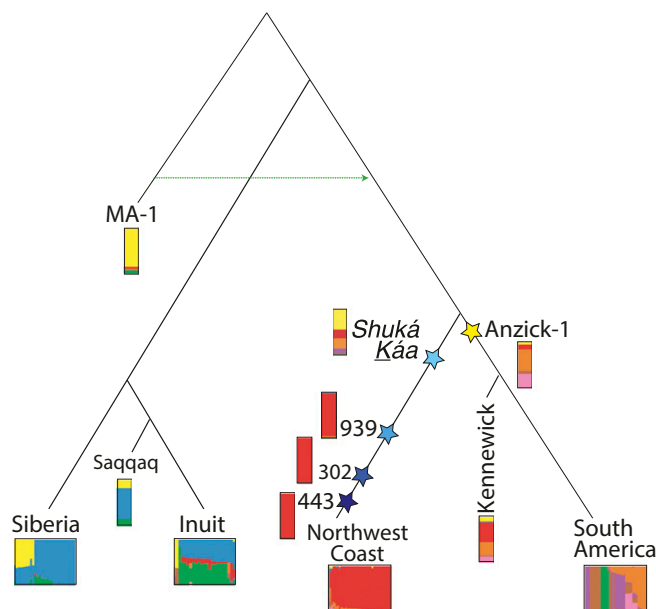 MA-1
Shuká
Káa
Anzick-1
939
302
443
Kennewick
Saqqaq
Siberia
Inuit
Northwest
Coast
South
America